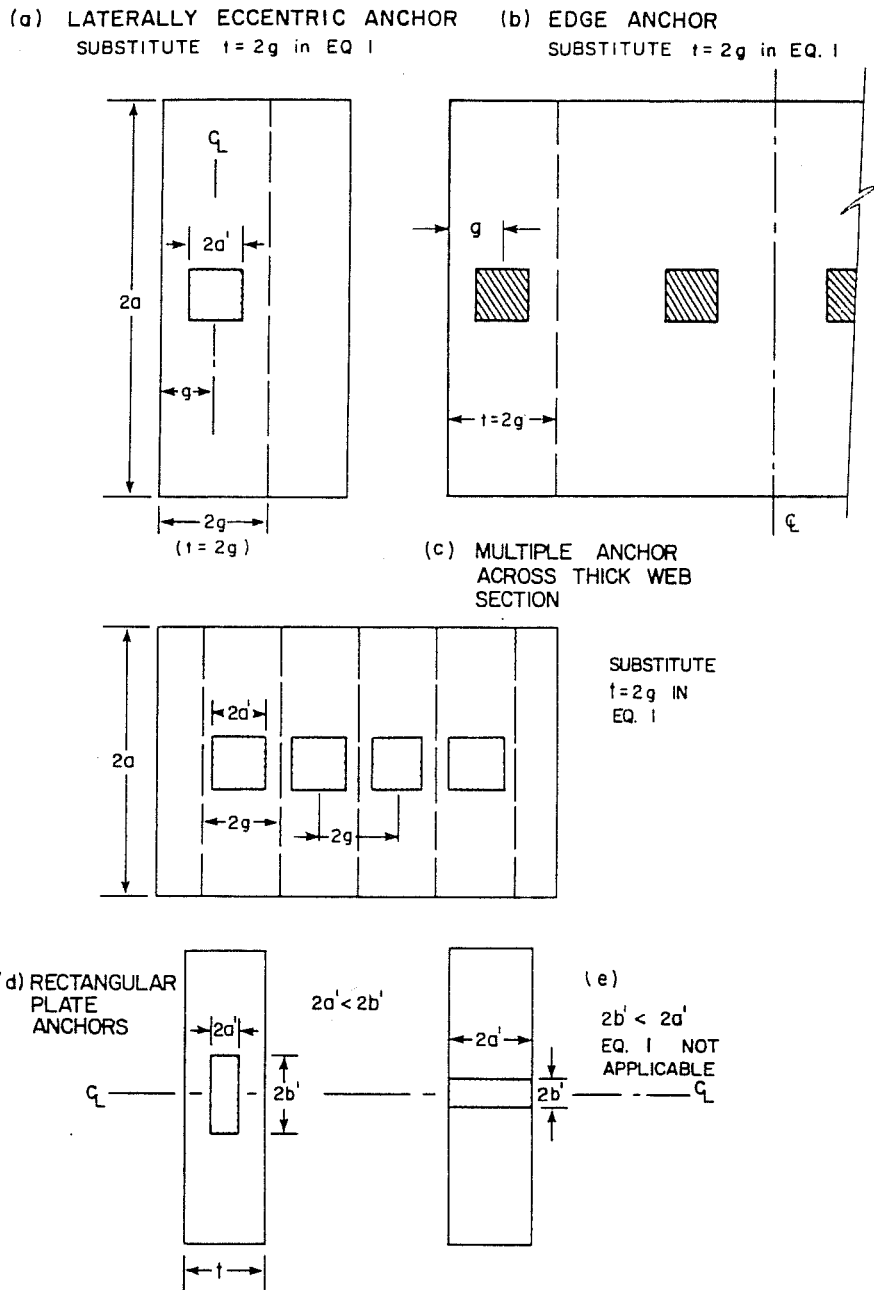 (a) LATERALLY ECCENTRIC ANCHOR
SUBSTITUTE t=2g in EQ 1
(b) EDGE ANCHOR
SUBSTITUTE t=2g in EQ. 1
℄
2a'
2a
g
2g
(t=2g)
g
t=2g
℄
(c) MULTIPLE ANCHOR
ACROSS THICK WEB
SECTION
SUBSTITUTE
t=2g IN
EQ. 1
2a'
2a
2g
2g
(d) RECTANGULAR
PLATE
ANCHORS
2a'<2b'
2a'
2b'
℄
t
(e)
2b' < 2a'
EQ. 1 NOT
APPLICABLE
2a'
2b'
℄